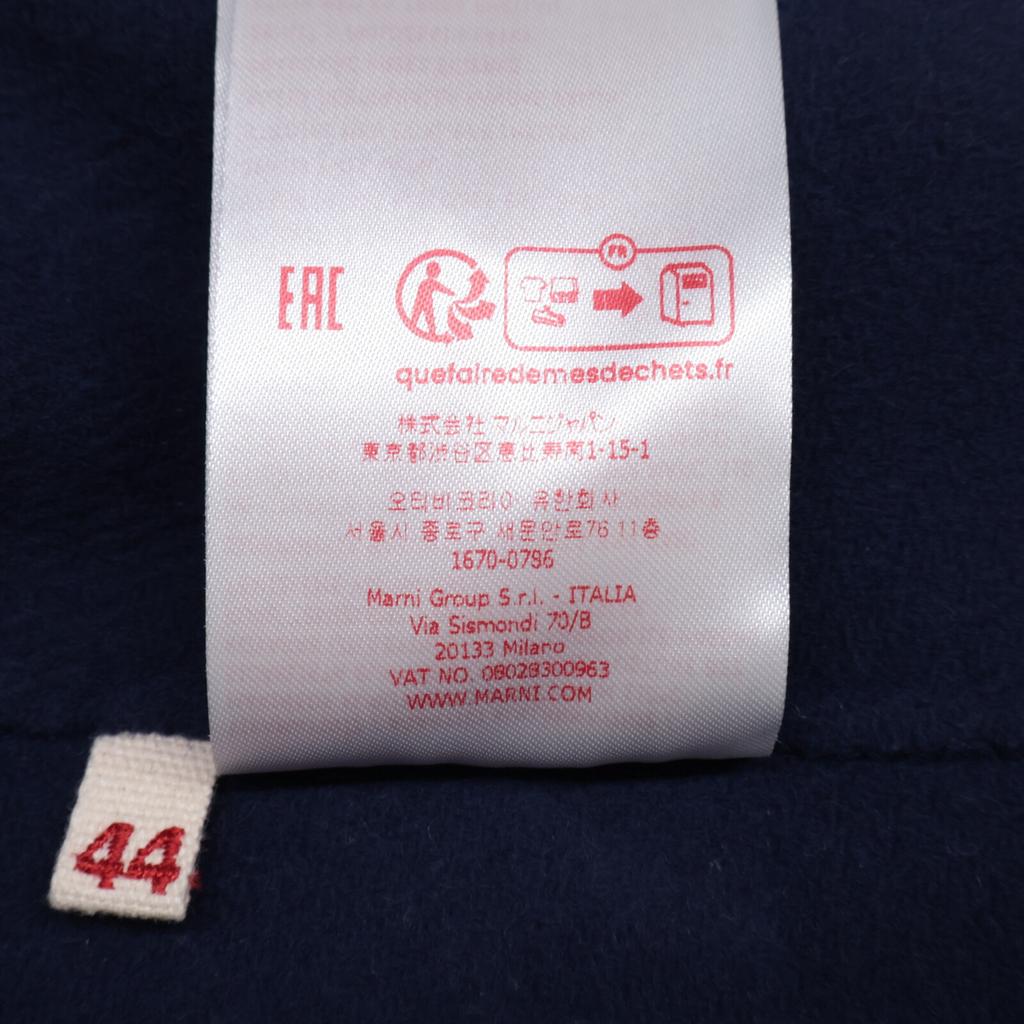 EAC
FR
quefairedemesdechets.fr
株式会社 マルニジャパン
東京都渋谷区恵比寿南1-15-1
오티비코리아 유한회사
서울시 종로구 새문안로76 11층
1670-0786
Marni Group S.r.l. - ITALIA
Via Sismondi 70/B
20133 Milano
VAT NO. 08028300963
WWW.MARNI.COM
44